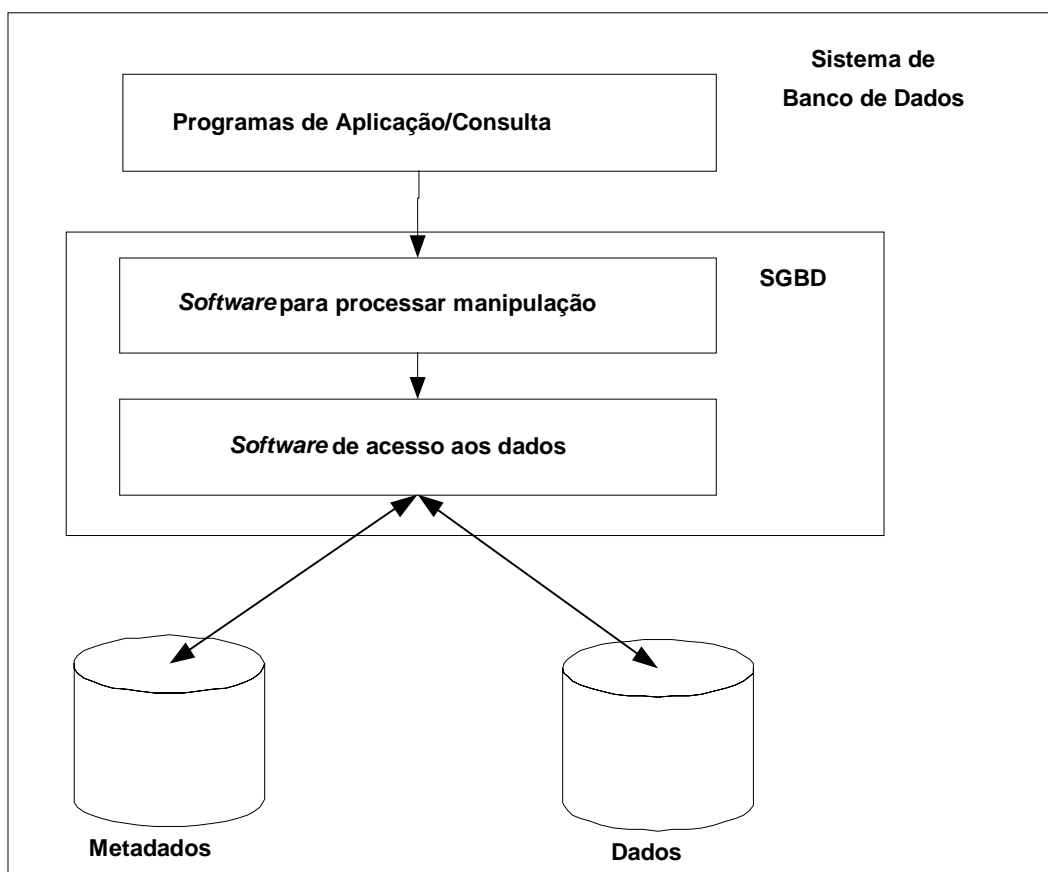 Sistema de
Banco de Dados
Programas de Aplicação/Consulta
SGBD
Software para processar manipulação
Software de acesso aos dados
Metadados
Dados